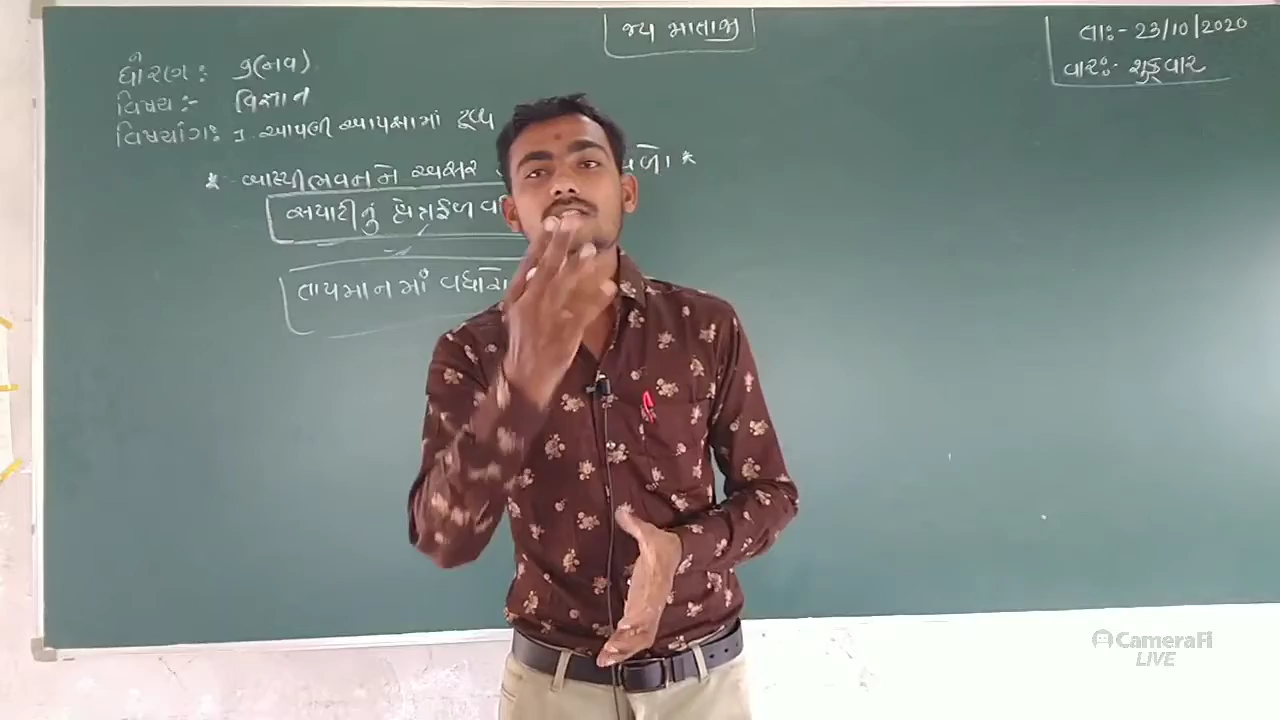 જય માતાજી
તાઃ- 23/10/2020
વારઃ- શુક્રવાર
ધોરણ : ૭(નવ)
વિષય :- વિજ્ઞાન
વિષયાંગઃ 1. આપણી આસપાસમાં દ્રવ્ય
* બાષ્પીભવનને અસર
ળો *
સપાટીનું ક્ષેત્રફળ
તાપમાનમાં વધારો
CameraFi
LIVE